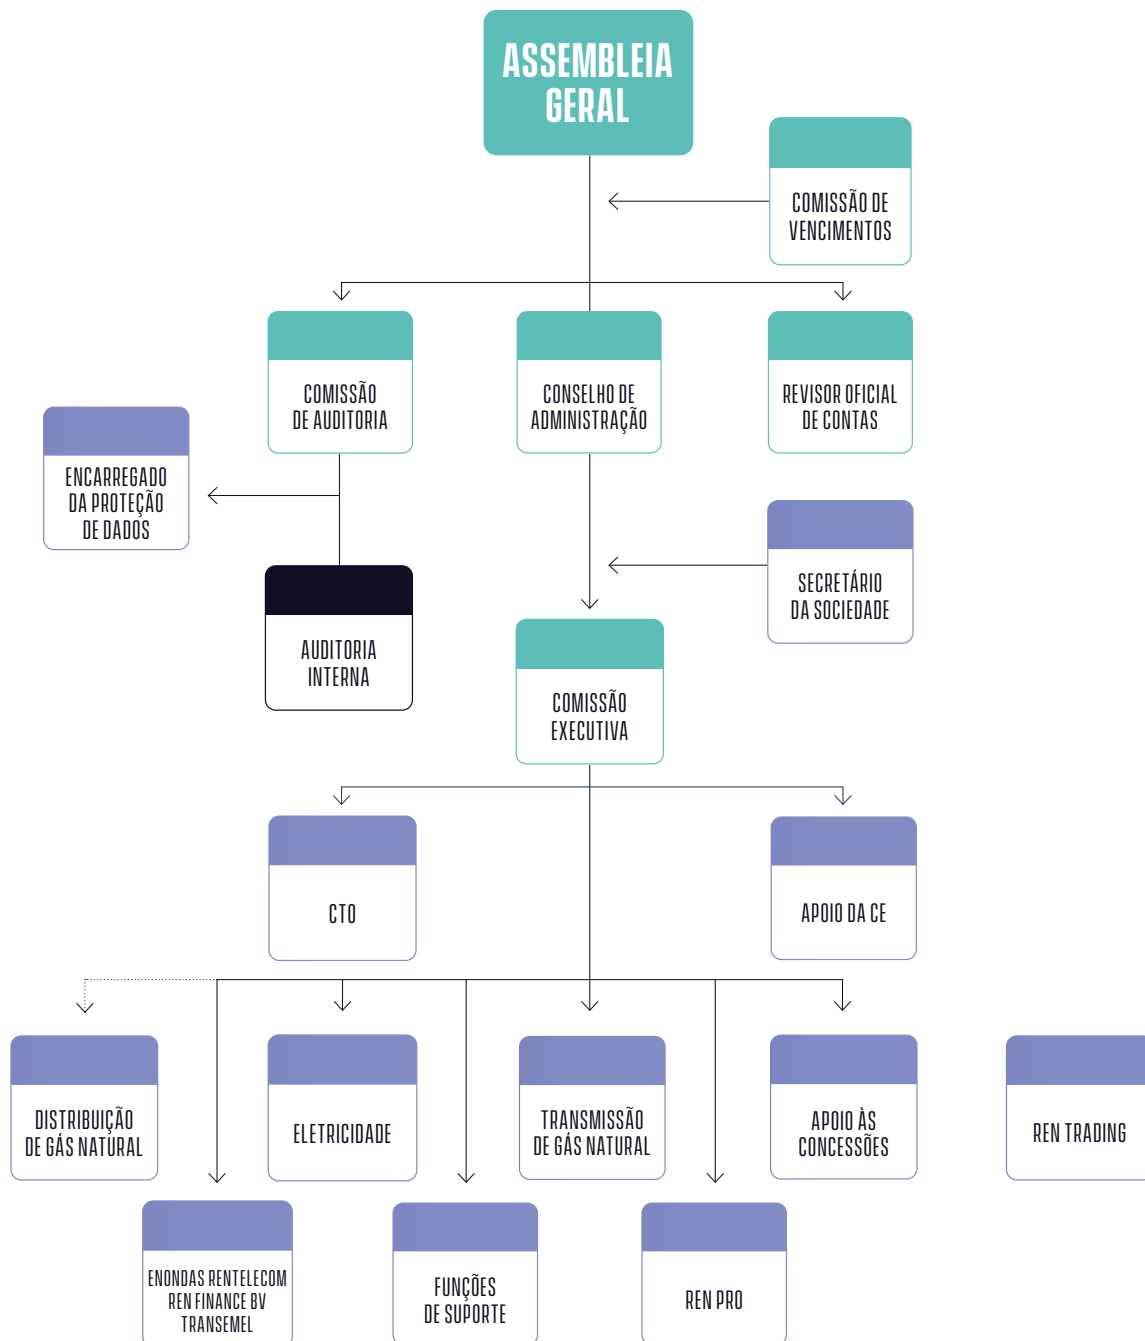 ASSEMBLEIA
GERAL
COMISSÃO DE
VENCIMENTOS
COMISSÃO
DE AUDITORIA
CONSELHO DE
ADMINISTRAÇÃO
REVISOR OFICIAL
DE CONTAS
ENCARREGADO
DA PROTEÇÃO
DE DADOS
SECRETÁRIO
DA SOCIEDADE
AUDITORIA
INTERNA
COMISSÃO
EXECUTIVA
CTO
APOIO DA CE
DISTRIBUIÇÃO
DE GÁS NATURAL
ELETRICIDADE
TRANSMISSÃO
DE GÁS NATURAL
APOIO ÀS
CONCESSÕES
REN TRADING
ENONDAS RENTELECOM
REN FINANCE BV
TRANSEMEL
FUNÇÕES
DE SUPORTE
REN PRO